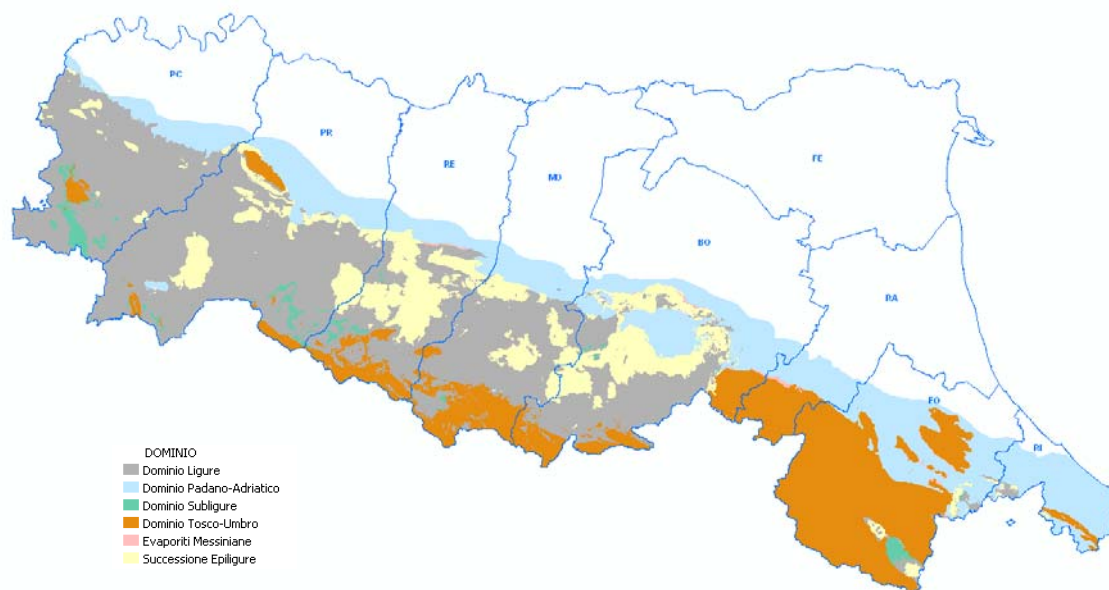 PC
PR
RE
MO
FE
BO
RA
FO
RI
DOMINIO
Dominio Ligure
Dominio Padano-Adriatico
Dominio Subligure
Dominio Tosco-Umbro
Evaporiti Messiniane
Successione Epiligure